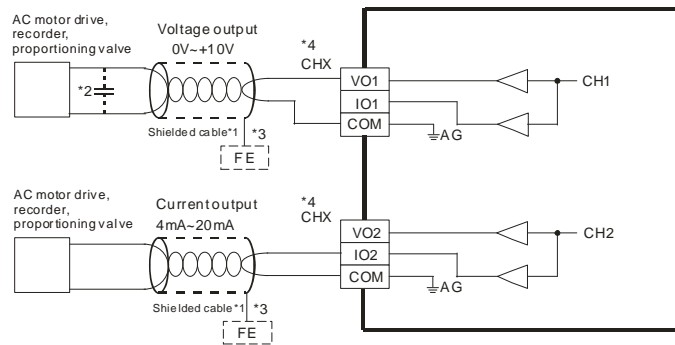 AC motor drive,
recorder,
proportioning valve
Voltage output
0V~+10V
*4
CHX
*2
VO1
IO1
COM
CH1
AG
Shielded cable*1
*3
FE
AC motor drive,
recorder,
proportioning valve
Current output
4mA~20mA
*4
CHX
VO2
IO2
COM
CH2
AG
Shielded cable*1
*3
FE